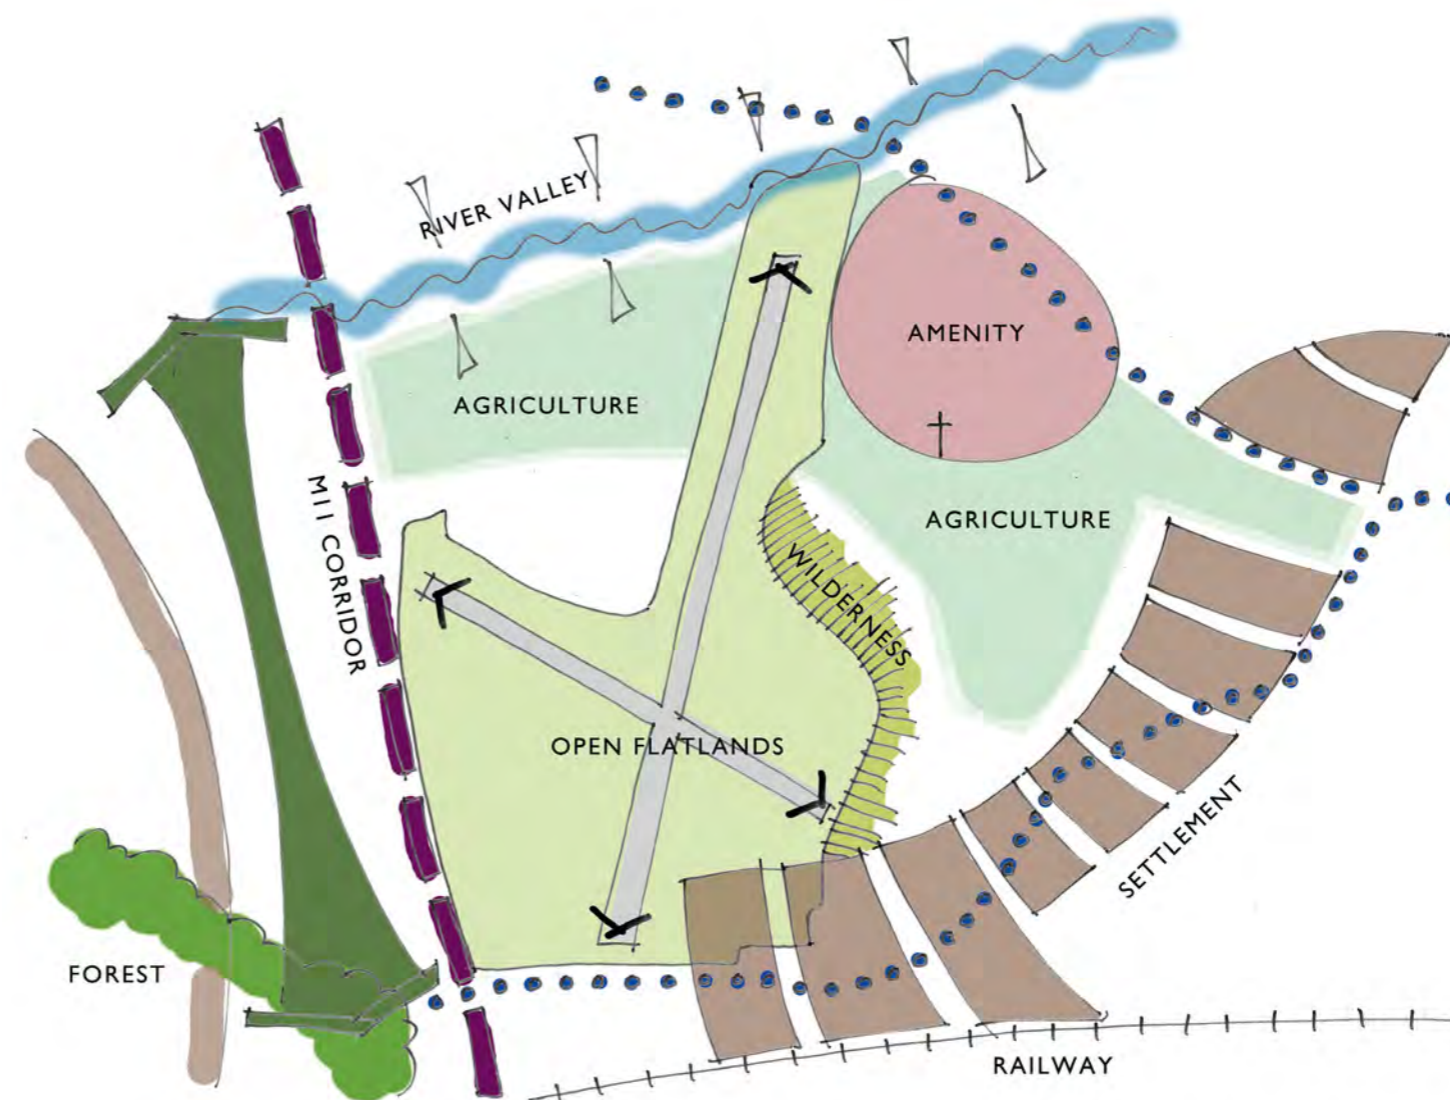 RIVER VALLEY
AMENITY
AGRICULTURE
M11 CORRIDOR
AGRICULTURE
WILDERNESS
OPEN FLATLANDS
SETTLEMENT
FOREST
RAILWAY